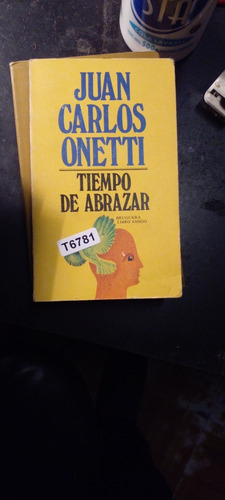 JUAN
CARLOS
ONETTI
TIEMPO
DE ABRAZAR
BRUGUERA
LIBRO AMIGO
T6781